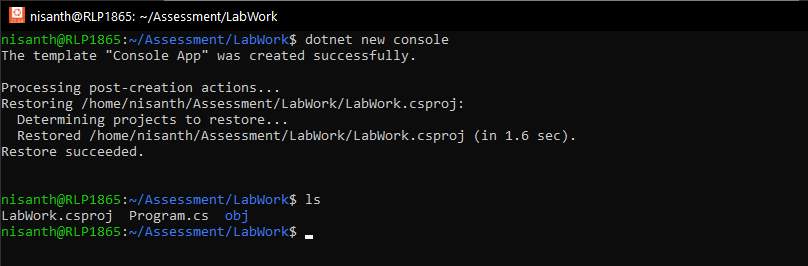 nisanth@RLP1865: ~/Assessment/LabWork
nisanth@RLP1865:~/Assessment/LabWork$ dotnet new console
The template "Console App" was created successfully.
Processing post-creation actions...
Restoring /home/nisanth/Assessment/LabWork/LabWork.csproj:
  Determining projects to restore...
  Restored /home/nisanth/Assessment/LabWork/LabWork.csproj (in 1.6 sec).
Restore succeeded.
nisanth@RLP1865:~/Assessment/LabWork$ ls
LabWork.csproj  Program.cs  obj
nisanth@RLP1865:~/Assessment/LabWork$